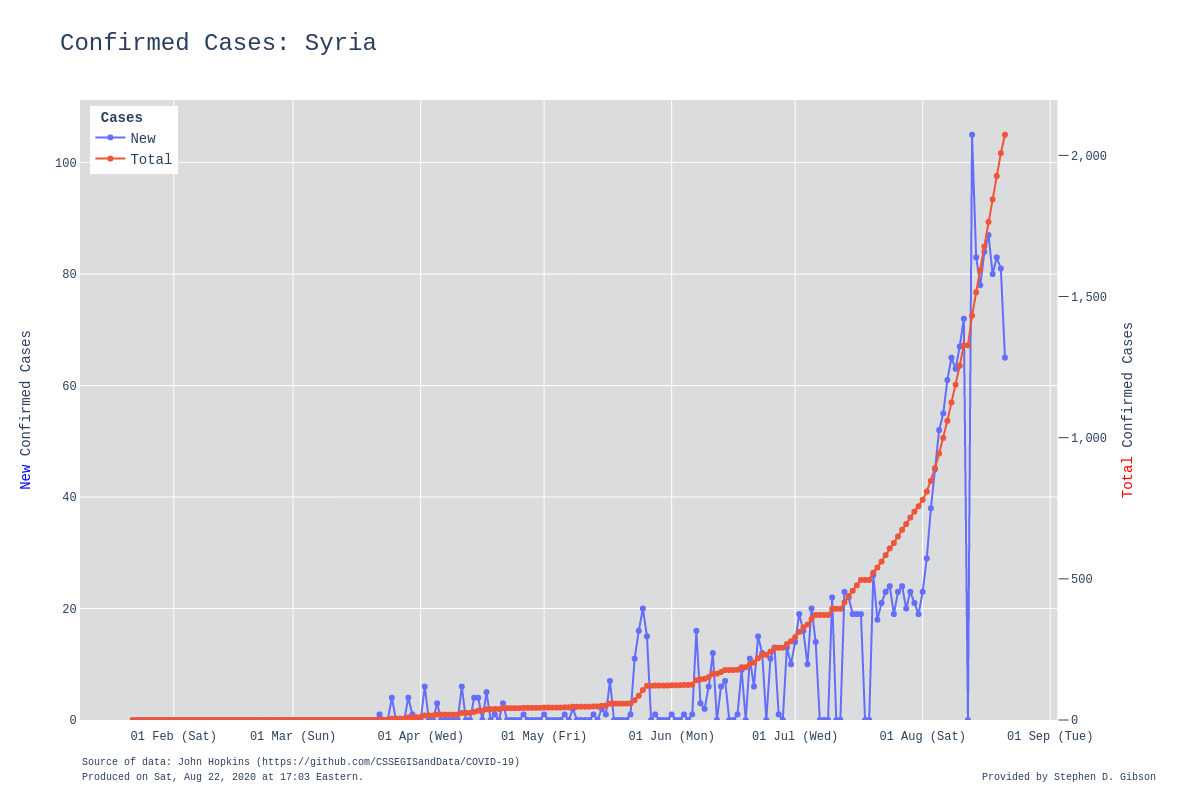 Confirmed Cases: Syria
Cases
New
Total
100
80
60
40
20
0
2,000
1,500
1,000
500
0
New Confirmed Cases
Total Confirmed Cases
01 Feb (Sat)
01 Mar (Sun)
01 Apr (Wed)
01 May (Fri)
01 Jun (Mon)
01 Jul (Wed)
01 Aug (Sat)
01 Sep (Tue)
Source of data: John Hopkins (https://github.com/CSSEGISandData/COVID-19)
Produced on Sat, Aug 22, 2020 at 17:03 Eastern.
Provided by Stephen D. Gibson